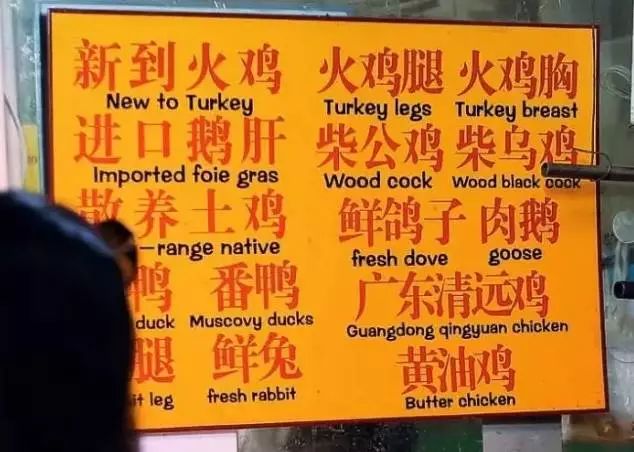 新到火鸡
New to Turkey
火鸡腿 火鸡胸
Turkey legs Turkey breast
进口鹅肝
Imported foie gras
柴公鸡 柴乌鸡
Wood cock Wood black cock
散养土鸡
-range native
鲜鸽子 肉鹅
fresh dove goose
鸭 番鸭
duck Muscovy ducks
广东清远鸡
Guangdong qingyuan chicken
腿 鲜兔
it leg fresh rabbit
黄油鸡
Butter chicken